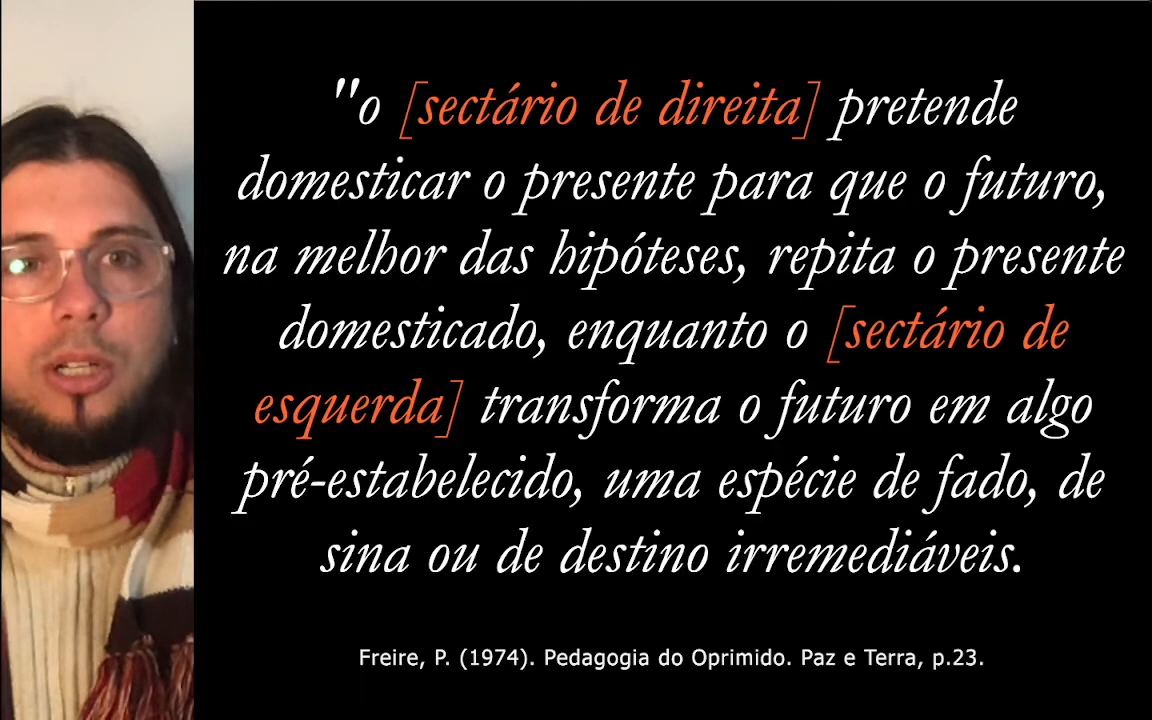 "o [sectário de direita] pretende
domesticar o presente para que o futuro,
na melhor das hipóteses, repita o presente
domesticado, enquanto o [sectário de
esquerda] transforma o futuro em algo
pré-estabelecido, uma espécie de fado, de
sina ou de destino irremediáveis.
Freire, P. (1974). Pedagogia do Oprimido. Paz e Terra, p.23.